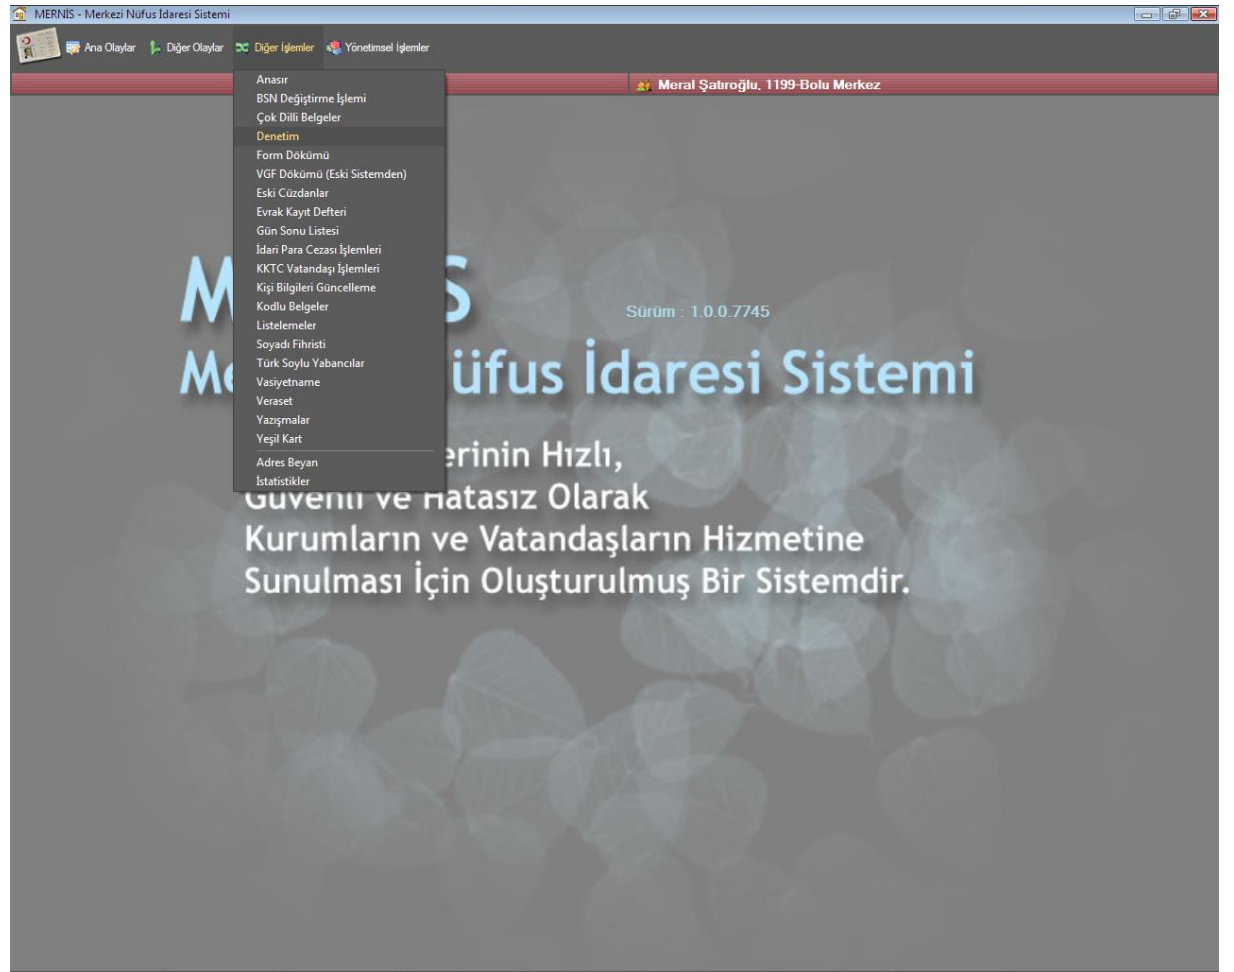 MERNİS - Merkezi Nüfus İdaresi Sistemi
Ana Olaylar
Diğer Olaylar
Diğer İşlemler
Yönetimsel İşlemler
Meral Şatıroğlu, 1199-Bolu Merkez
Anasır
BSN Değiştirme İşlemi
Çok Dilli Belgeler
Denetim
Form Dökümü
VGF Dökümü (Eski Sistemden)
Eski Cüzdanlar
Evrak Kayıt Defteri
Gün Sonu Listesi
İdari Para Cezası İşlemleri
KKTC Vatandaşı İşlemleri
Kişi Bilgileri Güncelleme
Kodlu Belgeler
Listelemeler
Soyadı Fihristi
Türk Soylu Yabancılar
Vasiyetname
Veraset
Yazışmalar
Yeşil Kart
Adres Beyan
İstatistikler
M S
Sürüm : 1.0.0.7745
Me üfus İdaresi Sistemi
erinin Hızlı,
Güvenli ve Hatasız Olarak
Kurumların ve Vatandaşların Hizmetine
Sunulması İçin Oluşturulmuş Bir Sistemdir.